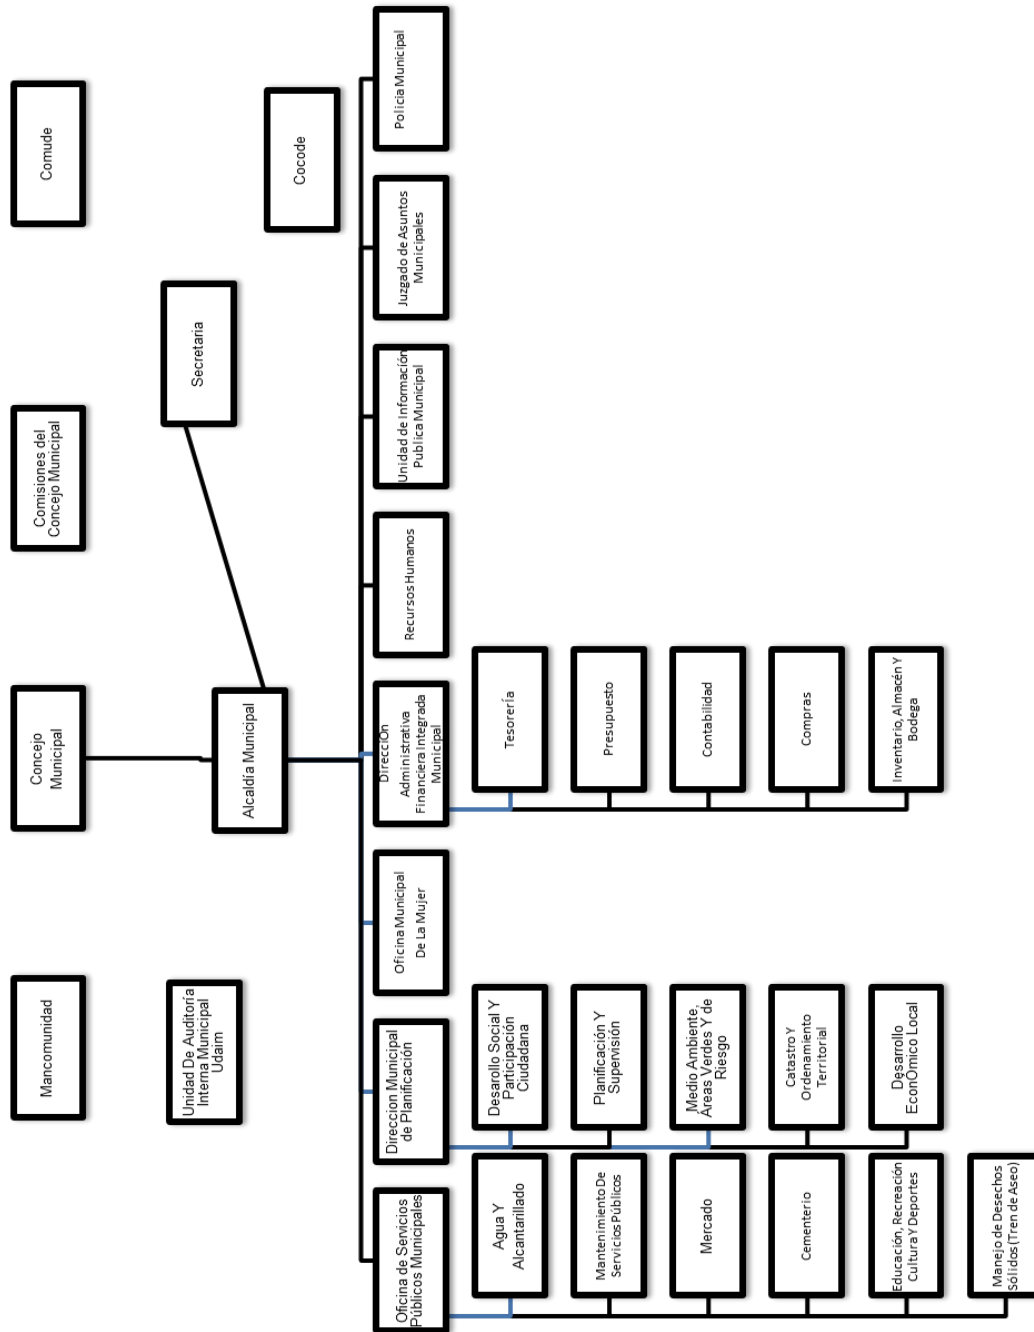 Mancomunidad
Concejo
Municipal
Comisiones del
Concejo Municipal
Comude
Unidad De Auditoría
Interna Municipal
Udaim
Secretaria
Alcaldía Municipal
Cocode
Oficina de Servicios
Públicos Municipales
Direccion Municipal
de Planificación
Oficina Municipal
De La Mujer
DireccIÓn
Administrativa
Financiera Integrada
Municipal
Recursos Humanos
Unidad de Información
Publica Municipal
Juzgado de Asuntos
Municipales
Policia Municipal
Agua Y
Alcantarillado
Mantenimiento De
Servicios Públicos
Mercado
Cementerio
Educación, Recreación
Cultura Y Deportes
Manejo de Desechos
Sólidos (Tren de Aseo)
Desarollo Social Y
Participación
Ciudadana
Planificación Y
Supervisión
Medio Ambiente,
Áreas Verdes Y de
Riesgo
Catastro Y
Ordenamiento
Territorial
Desarrollo
EconÓmico Local
Tesorería
Presupuesto
Contabilidad
Compras
Inventario, Almacén Y
Bodega